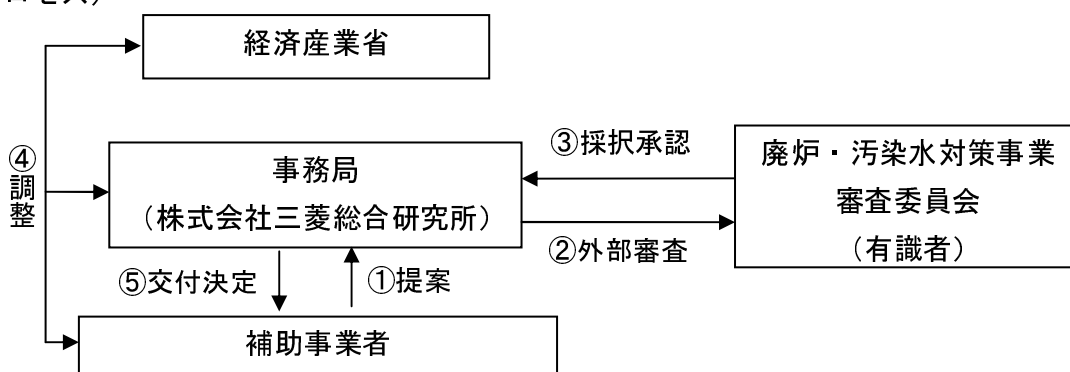 経済産業省
③採択承認
④調整
事務局
（株式会社三菱総合研究所）
廃炉・汚染水対策事業
審査委員会
（有識者）
②外部審査
⑤交付決定
①提案
補助事業者